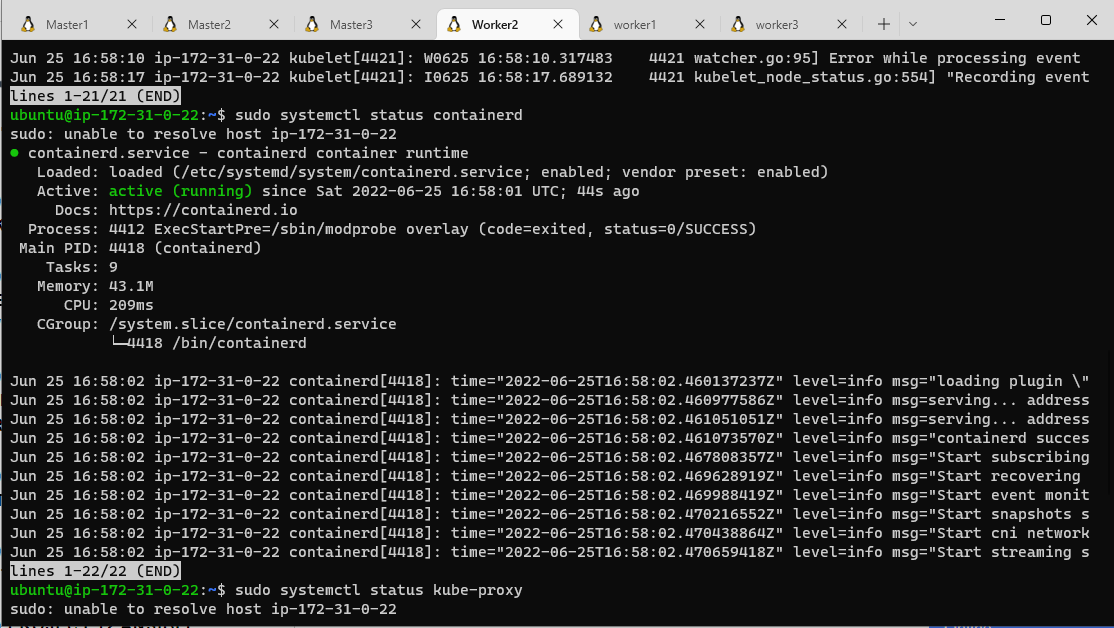 Master1 Master2 Master3 Worker2 worker1 worker3
Jun 25 16:58:10 ip-172-31-0-22 kubelet[4421]: W0625 16:58:10.317483    4421 watcher.go:95] Error while processing event
Jun 25 16:58:17 ip-172-31-0-22 kubelet[4421]: I0625 16:58:17.689132    4421 kubelet_node_status.go:554] "Recording event
lines 1-21/21 (END)
ubuntu@ip-172-31-0-22:~$ sudo systemctl status containerd
sudo: unable to resolve host ip-172-31-0-22
● containerd.service - containerd container runtime
   Loaded: loaded (/etc/systemd/system/containerd.service; enabled; vendor preset: enabled)
   Active: active (running) since Sat 2022-06-25 16:58:01 UTC; 44s ago
     Docs: https://containerd.io
  Process: 4412 ExecStartPre=/sbin/modprobe overlay (code=exited, status=0/SUCCESS)
 Main PID: 4418 (containerd)
    Tasks: 9
   Memory: 43.1M
      CPU: 209ms
   CGroup: /system.slice/containerd.service
           └─4418 /bin/containerd
Jun 25 16:58:02 ip-172-31-0-22 containerd[4418]: time="2022-06-25T16:58:02.460137237Z" level=info msg="loading plugin \"
Jun 25 16:58:02 ip-172-31-0-22 containerd[4418]: time="2022-06-25T16:58:02.460977586Z" level=info msg=serving... address
Jun 25 16:58:02 ip-172-31-0-22 containerd[4418]: time="2022-06-25T16:58:02.461051051Z" level=info msg=serving... address
Jun 25 16:58:02 ip-172-31-0-22 containerd[4418]: time="2022-06-25T16:58:02.461073570Z" level=info msg="containerd succes
Jun 25 16:58:02 ip-172-31-0-22 containerd[4418]: time="2022-06-25T16:58:02.467808357Z" level=info msg="Start subscribing
Jun 25 16:58:02 ip-172-31-0-22 containerd[4418]: time="2022-06-25T16:58:02.469628919Z" level=info msg="Start recovering
Jun 25 16:58:02 ip-172-31-0-22 containerd[4418]: time="2022-06-25T16:58:02.469988419Z" level=info msg="Start event monit
Jun 25 16:58:02 ip-172-31-0-22 containerd[4418]: time="2022-06-25T16:58:02.470216552Z" level=info msg="Start snapshots s
Jun 25 16:58:02 ip-172-31-0-22 containerd[4418]: time="2022-06-25T16:58:02.470438864Z" level=info msg="Start cni network
Jun 25 16:58:02 ip-172-31-0-22 containerd[4418]: time="2022-06-25T16:58:02.470659418Z" level=info msg="Start streaming s
lines 1-22/22 (END)
ubuntu@ip-172-31-0-22:~$ sudo systemctl status kube-proxy
sudo: unable to resolve host ip-172-31-0-22